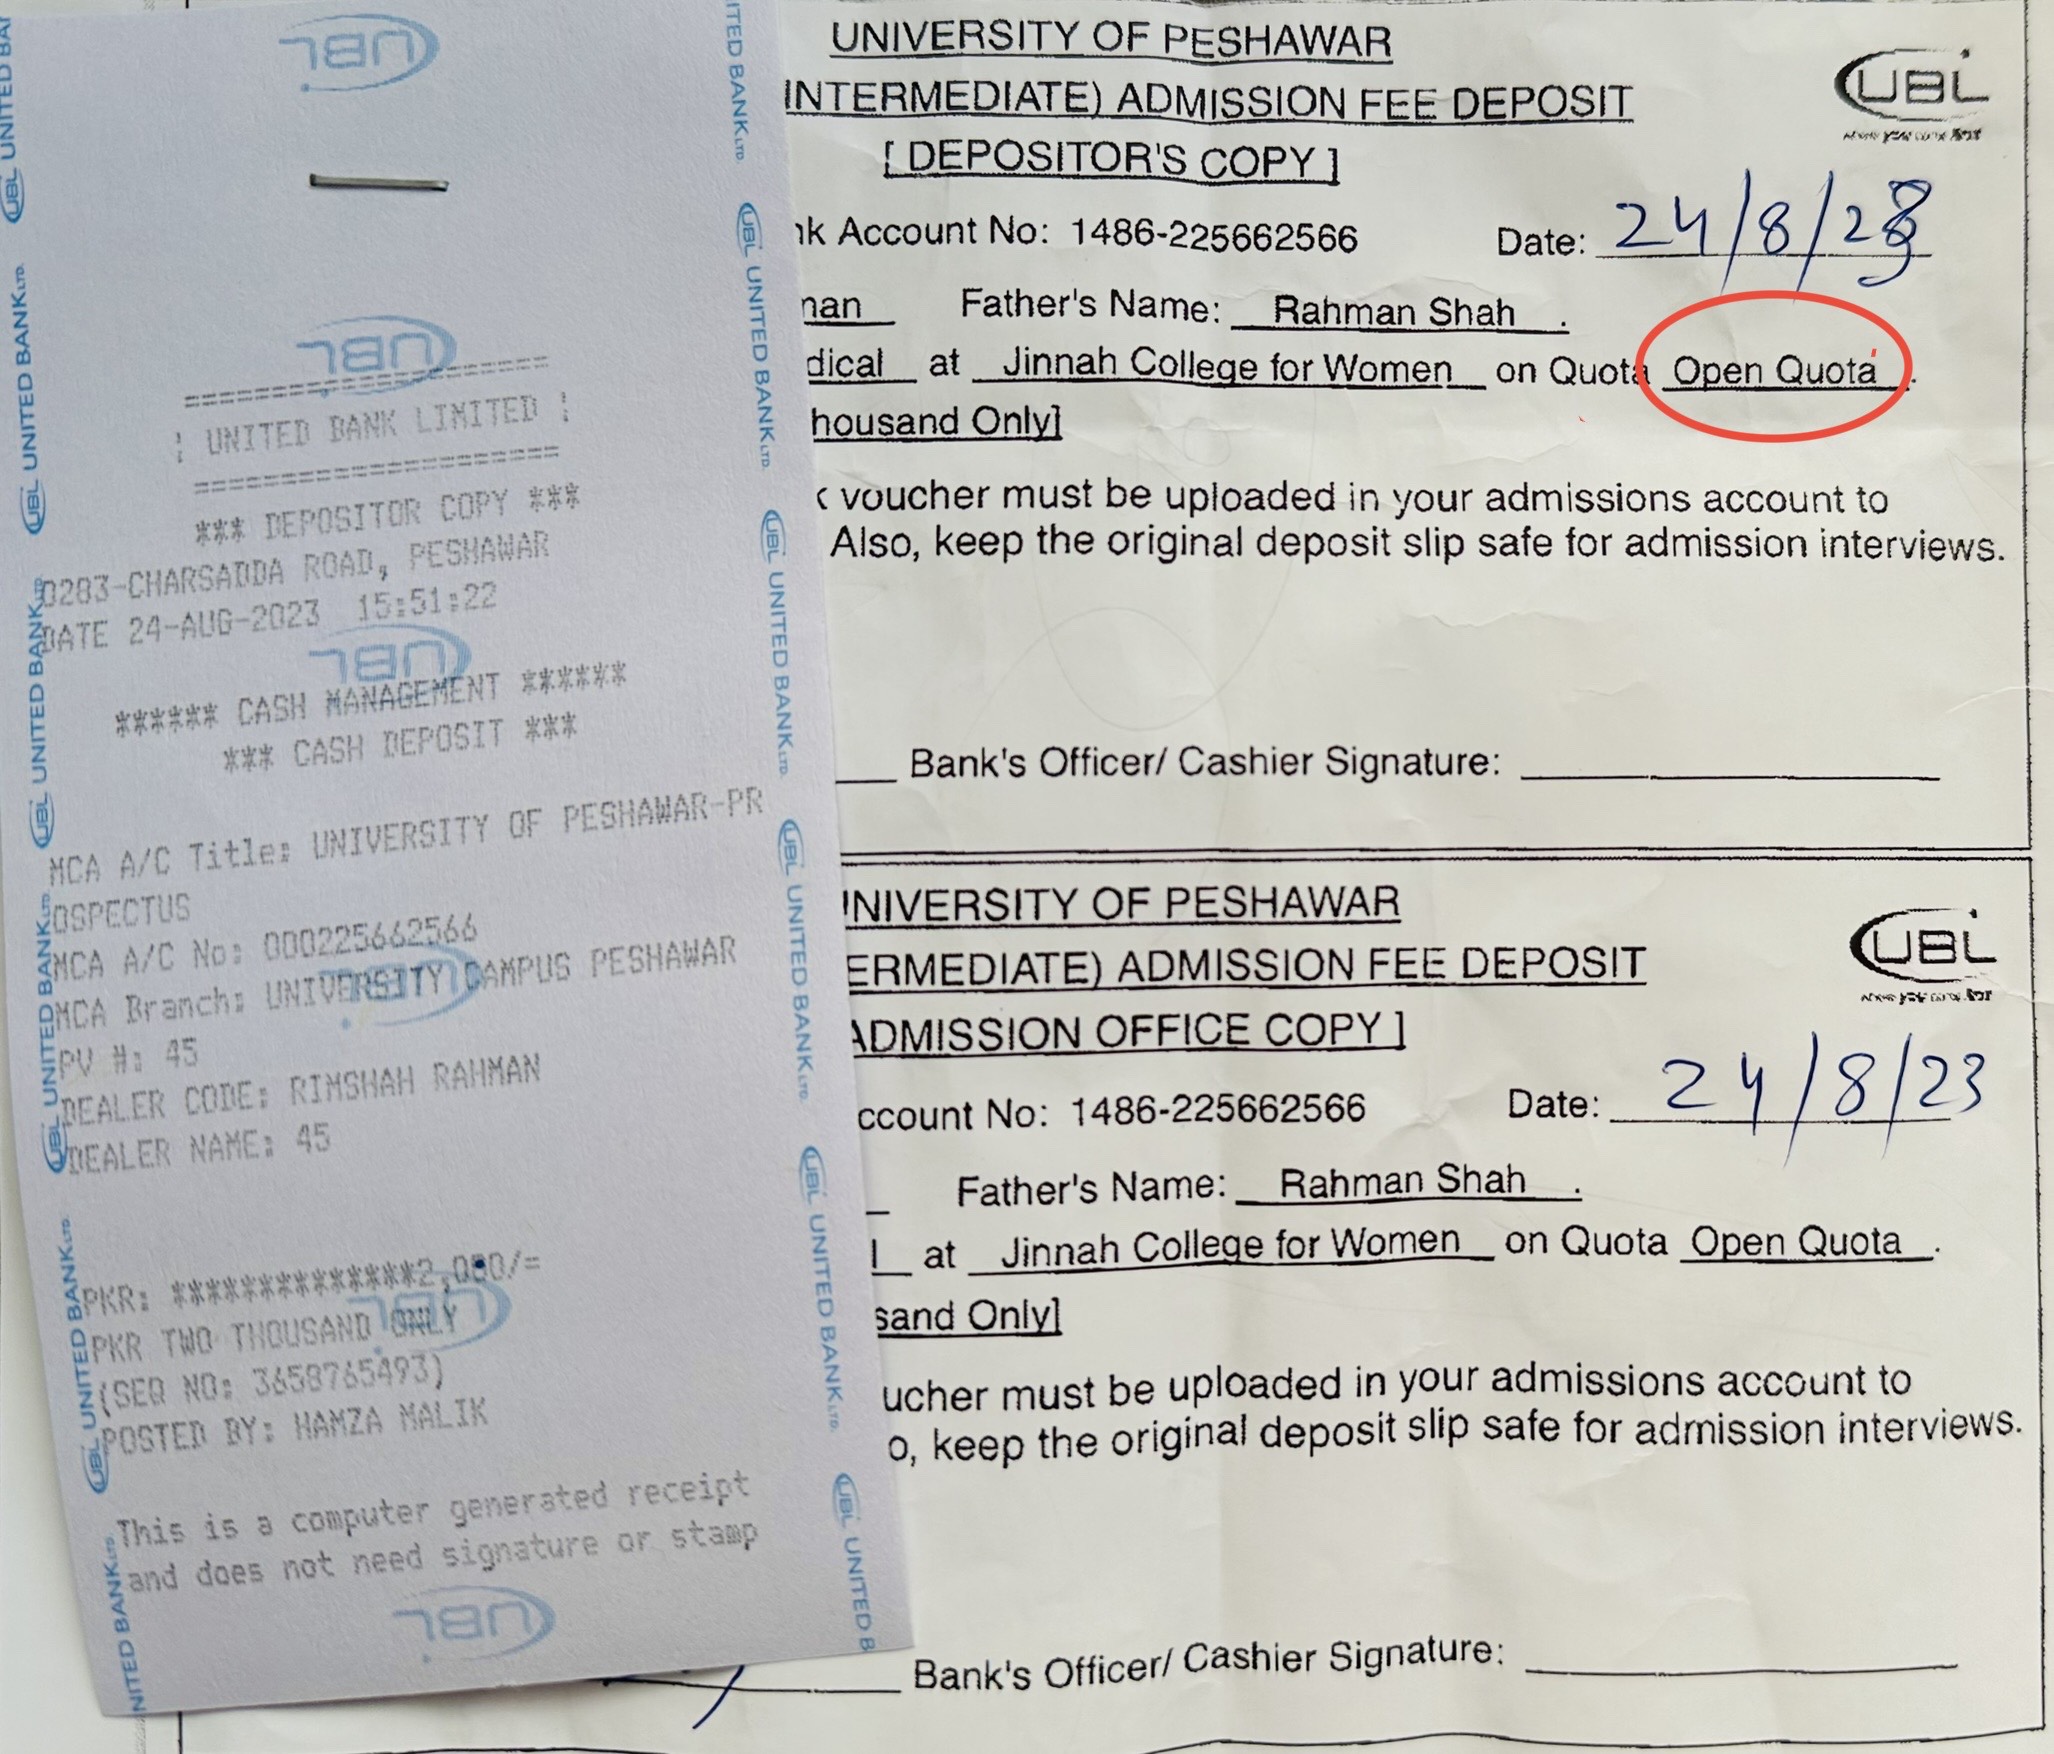 UBL
UBL
! UNITED BANK LIMITED !
*** DEPOSITOR COPY ***
0283-CHARSADDA ROAD, PESHAWAR
DATE 24-AUG-2023 15:51:22
UBL
****** CASH MANAGEMENT ******
*** CASH DEPOSIT ***
MCA A/C Title: UNIVERSITY OF PESHAWAR-PR
OSPECTUS
MCA A/C No: 000225662566
MCA Branch: UNIVERSITY CAMPUS PESHAWAR
UBL
PV #: 45
DEALER CODE: RIMSHAH RAHMAN
DEALER NAME: 45
PKR: **************2,000/=
PKR TWO THOUSAND ONLY
UBL
(SEQ NO: 3658765493)
POSTED BY: HAMZA MALIK
This is a computer generated receipt
and does not need signature or stamp
UBL
UBL UNITED BANK LTD.
UBL UNITED BANK LTD.
UNIVERSITY OF PESHAWAR
INTERMEDIATE) ADMISSION FEE DEPOSIT
[ DEPOSITOR'S COPY ]
UBL
where you come first
nk Account No: 1486-225662566 Date: 24/8/23
nan Father's Name: Rahman Shah .
dical at Jinnah College for Women on Quota Open Quota .
housand Only]
voucher must be uploaded in your admissions account to
Also, keep the original deposit slip safe for admission interviews.
Bank's Officer/ Cashier Signature:
NIVERSITY OF PESHAWAR
ERMEDIATE) ADMISSION FEE DEPOSIT
ADMISSION OFFICE COPY ]
UBL
where you come first
ccount No: 1486-225662566 Date: 24/8/23
Father's Name: Rahman Shah .
l at Jinnah College for Women on Quota Open Quota .
sand Only]
ucher must be uploaded in your admissions account to
o, keep the original deposit slip safe for admission interviews.
Bank's Officer/ Cashier Signature: